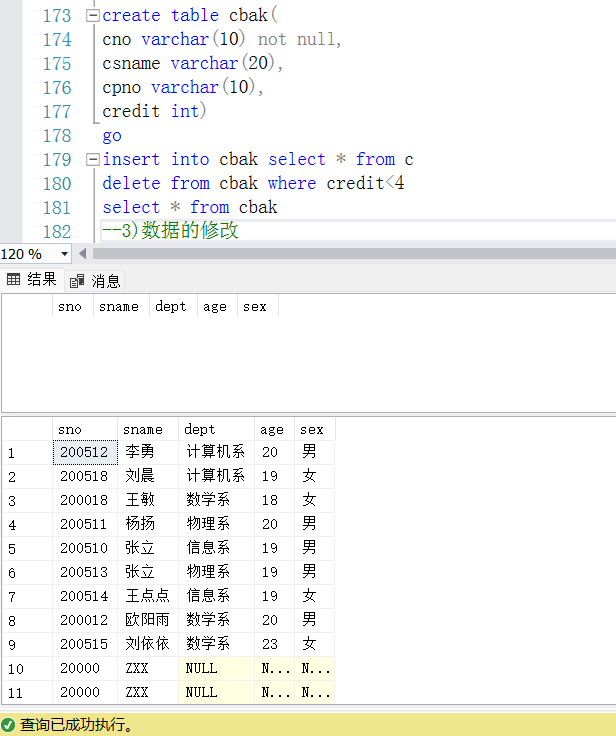 173 create table cbak(
174 cno varchar(10) not null,
175 csname varchar(20),
176 cpno varchar(10),
177 credit int)
178 go
179 insert into cbak select * from c
180 delete from cbak where credit<4
181 select * from cbak
182 --3)数据的修改
120 %
结果 消息
sno sname dept age sex
sno sname dept age sex
1 200512 李勇 计算机系 20 男
2 200518 刘晨 计算机系 19 女
3 200018 王敏 数学系 18 女
4 200511 杨扬 物理系 20 男
5 200510 张立 信息系 19 男
6 200513 张立 物理系 19 男
7 200514 王点点 信息系 19 女
8 200012 欧阳雨 数学系 20 男
9 200515 刘依依 数学系 23 女
10 20000 ZXX NULL N... N...
11 20000 ZXX NULL N... N...
查询已成功执行。